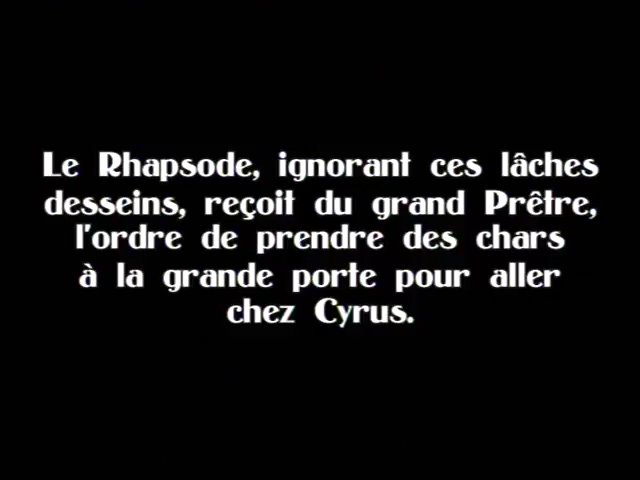 Le Rhapsode, ignorant ces lâches
desseins, reçoit du grand Prêtre,
l'ordre de prendre des chars
à la grande porte pour aller
chez Cyrus.